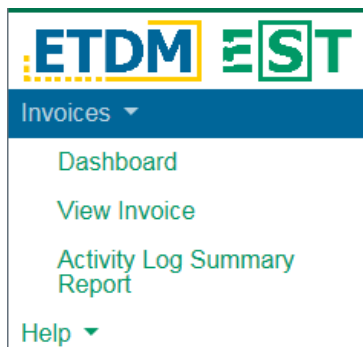 ETDM EST
Invoices
Dashboard
View Invoice
Activity Log Summary
Report
Help